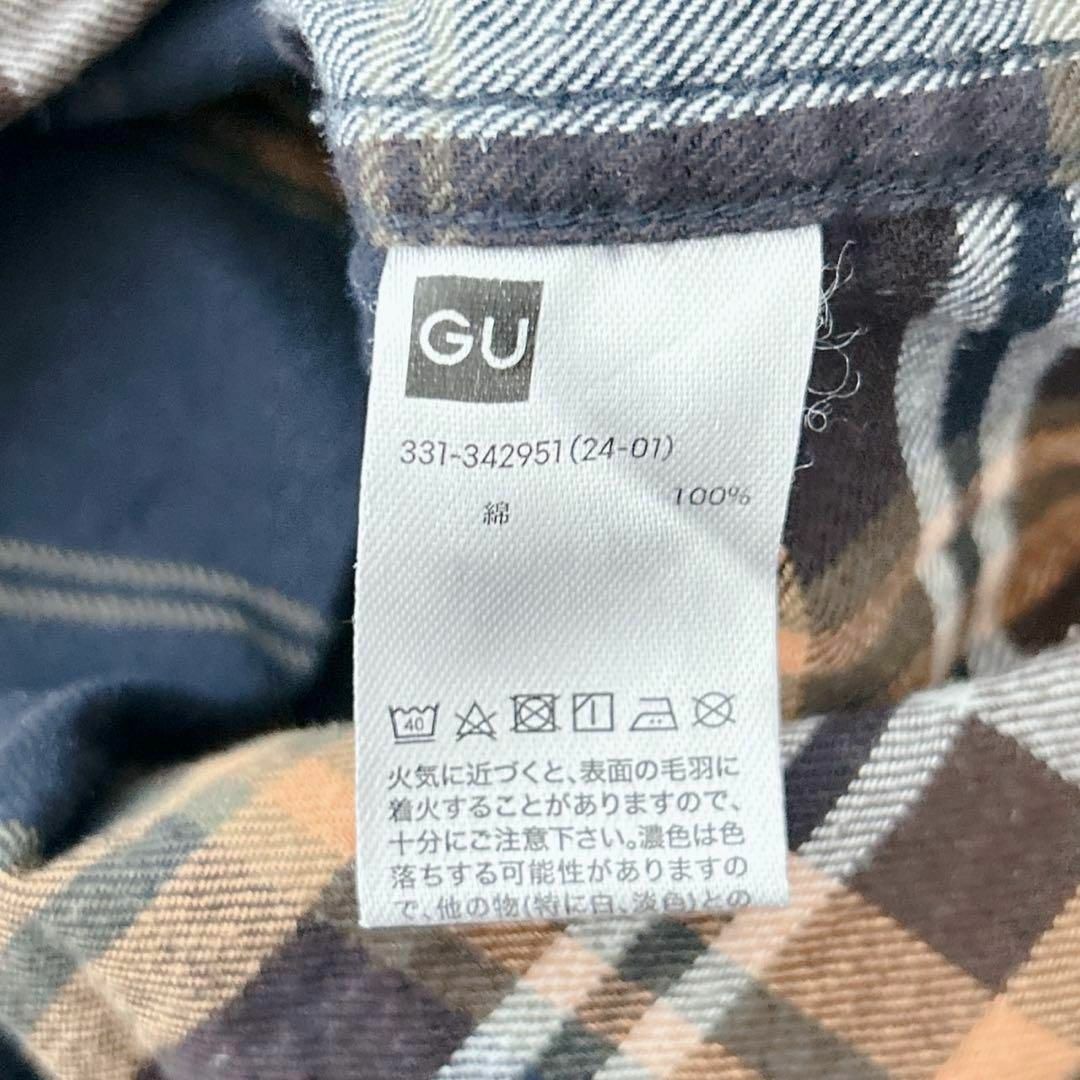 GU
331-342951(24-01)
綿 100%
40
火気に近づくと、表面の毛羽に
着火することがありますので、
十分にご注意下さい。濃色は色
落ちする可能性がありますの
で、他の物(特に白、淡色)との